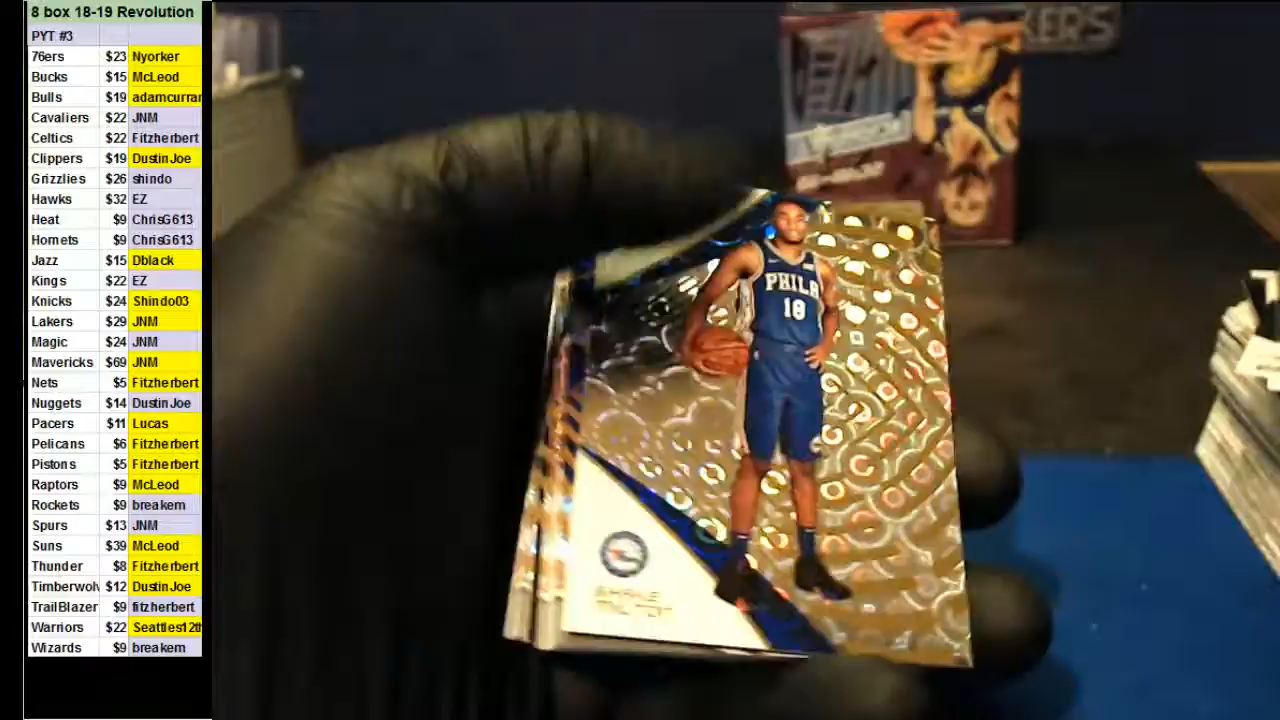 8 box 18-19 Revolution
PYT #3
76ers $23 Nyorker
Bucks $15 McLeod
Bulls $19 adamcurran
Cavaliers $22 JNM
Celtics $22 Fitzherbert
Clippers $19 DustinJoe
Grizzlies $26 shindo
Hawks $32 EZ
Heat $9 ChrisG613
Hornets $9 ChrisG613
Jazz $15 Dblack
Kings $22 EZ
Knicks $24 Shindo03
Lakers $29 JNM
Magic $24 JNM
Mavericks $69 JNM
Nets $5 Fitzherbert
Nuggets $14 DustinJoe
Pacers $11 Lucas
Pelicans $6 Fitzherbert
Pistons $5 Fitzherbert
Raptors $9 McLeod
Rockets $9 breakem
Spurs $13 JNM
Suns $39 McLeod
Thunder $8 Fitzherbert
Timberwol $12 DustinJoe
TrailBlazer $9 fitzherbert
Warriors $22 Seattles12th
Wizards $9 breakem
KER'S
PHILA
18